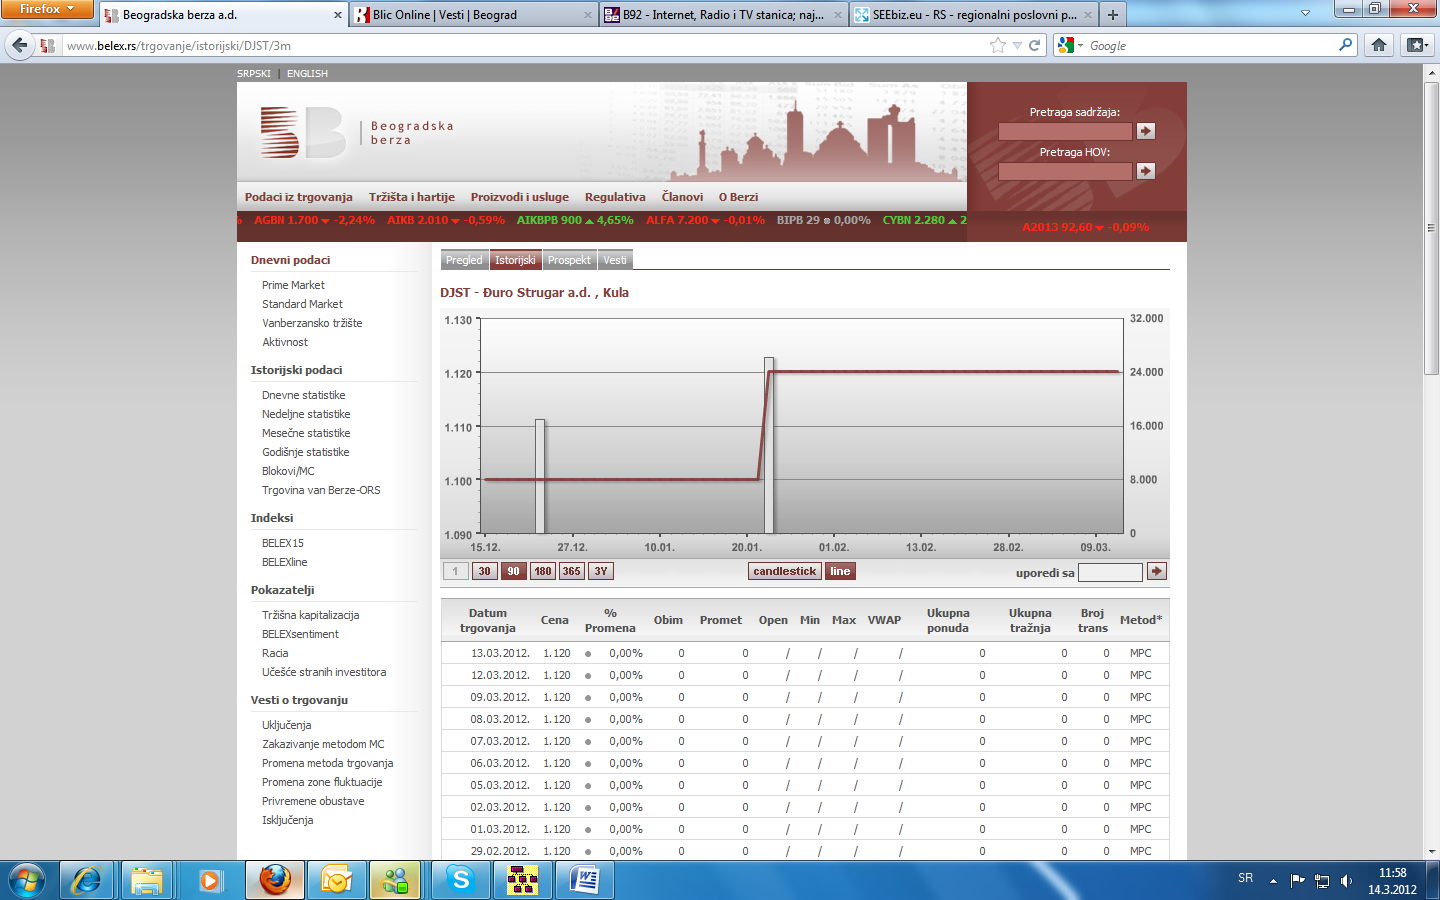 Firefox
Beogradska berza a.d.
Blic Online | Vesti | Beograd
B92 - Internet, Radio i TV stanica; naj...
SEEbiz.eu - RS - regionalni poslovni p...
www.belex.rs/trgovanje/istorijski/DJST/3m
Google
SRPSKI | ENGLISH
Beogradska
berza
Pretraga sadržaja:
Pretraga HOV:
Podaci iz trgovanja Tržišta i hartije Proizvodi i usluge Regulativa Članovi O Berzi
% AGBN 1.700 -2,24% AIKB 2.010 -0,59% AIKBPB 900 4,65% ALFA 7.200 -0,01% BIPB 29 0,00% CYBN 2.280 2
A2013 92,60 -0,09%
Dnevni podaci
Prime Market
Standard Market
Vanberzansko tržište
Aktivnost
Istorijski podaci
Dnevne statistike
Nedeljne statistike
Mesečne statistike
Godišnje statistike
Blokovi/MC
Trgovina van Berze-ORS
Indeksi
BELEX15
BELEXline
Pokazatelji
Tržišna kapitalizacija
BELEXsentiment
Racia
Učešće stranih investitora
Vesti o trgovanju
Uključenja
Zakazivanje metodom MC
Promena metoda trgovanja
Promena zone fluktuacije
Privremene obustave
Isključenja
Pregled Istorijski Prospekt Vesti
DJST - Đuro Strugar a.d. , Kula
1.130 32.000
1.120 24.000
1.110 16.000
1.100 8.000
1.090 0
15.12. 27.12. 10.01. 20.01. 01.02. 13.02. 28.02. 09.03.
1 30 90 180 365 3Y candlestick line uporedi sa
Datum trgovanja Cena % Promena Obim Promet Open Min Max VWAP Ukupna ponuda Ukupna tražnja Broj trans Metod*
13.03.2012. 1.120 0,00% 0 0 / / / / 0 0 0 MPC
12.03.2012. 1.120 0,00% 0 0 / / / / 0 0 0 MPC
09.03.2012. 1.120 0,00% 0 0 / / / / 0 0 0 MPC
08.03.2012. 1.120 0,00% 0 0 / / / / 0 0 0 MPC
07.03.2012. 1.120 0,00% 0 0 / / / / 0 0 0 MPC
06.03.2012. 1.120 0,00% 0 0 / / / / 0 0 0 MPC
05.03.2012. 1.120 0,00% 0 0 / / / / 0 0 0 MPC
02.03.2012. 1.120 0,00% 0 0 / / / / 0 0 0 MPC
01.03.2012. 1.120 0,00% 0 0 / / / / 0 0 0 MPC
29.02.2012. 1.120 0,00% 0 0 / / / / 0 0 0 MPC
SR
11:58
14.3.2012